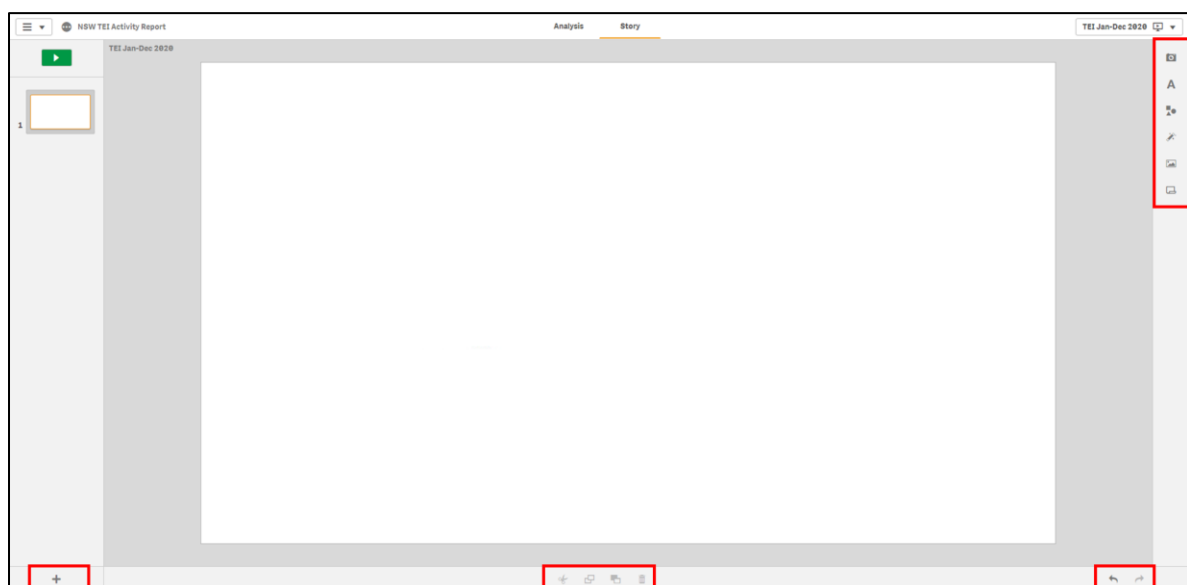 NSW TEI Activity Report
Analysis
Story
TEI Jan-Dec 2020
TEI Jan-Dec 2020
1
A